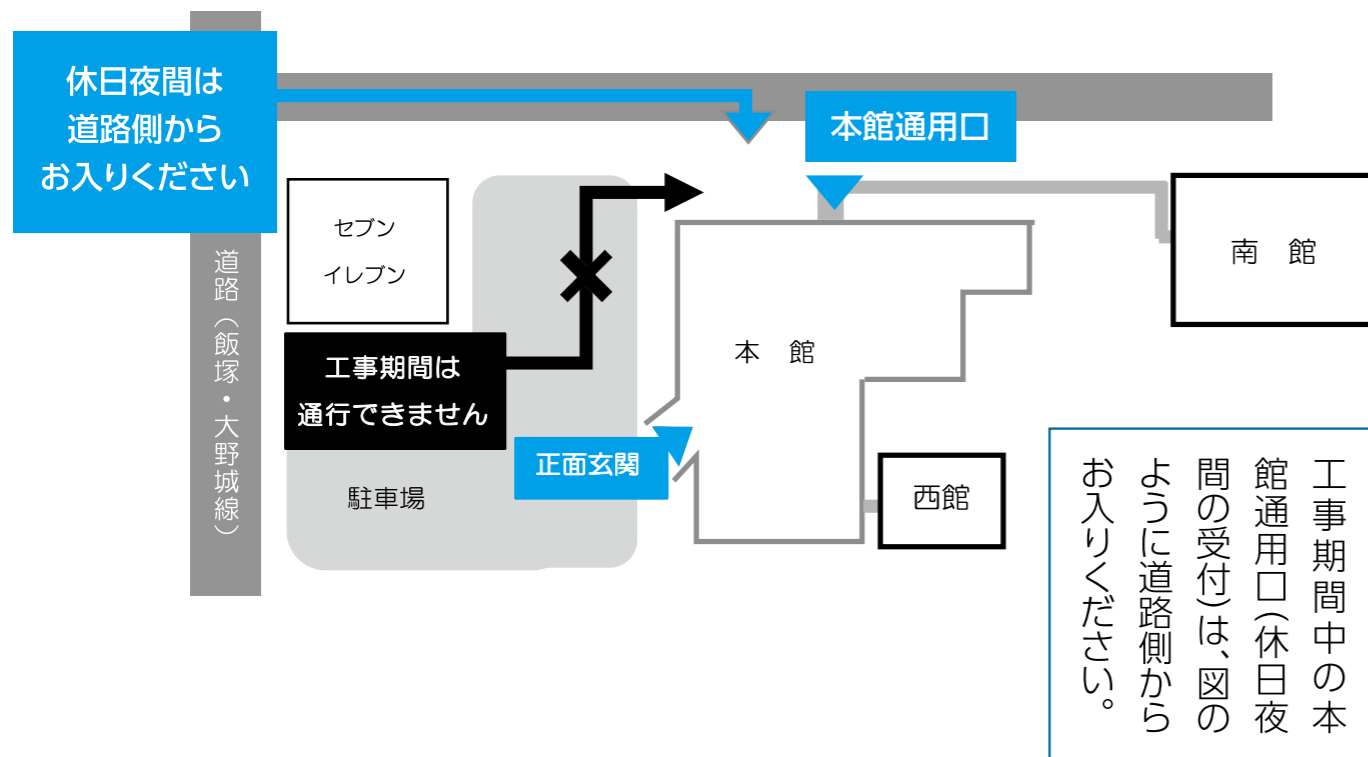 休日夜間は
道路側から
お入りください
本館通用口
セブン
イレブン
南　館
道路（飯塚・大野城線）
工事期間は
通行できません
本　館
正面玄関
駐車場
西館
工事期間中の本
館通用口（休日夜
間の受付）は、図の
ように道路側から
お入りください。